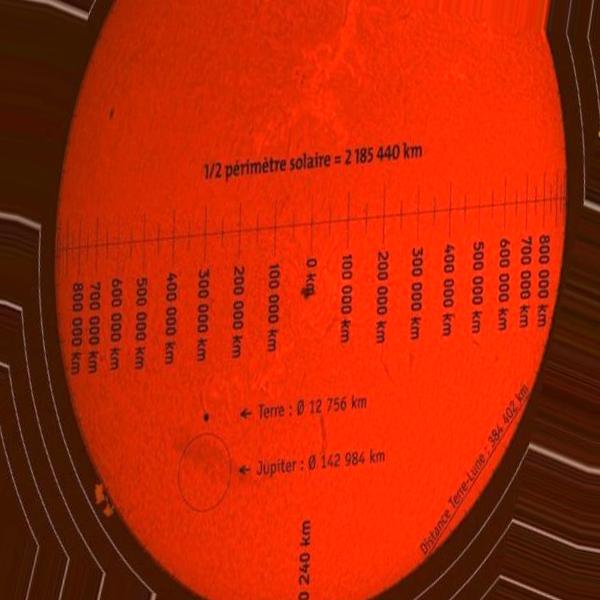 1/2 périmètre solaire = 2 185 440 km
800 000 km
700 000 km
600 000 km
500 000 km
400 000 km
300 000 km
200 000 km
100 000 km
0 km
100 000 km
200 000 km
300 000 km
400 000 km
500 000 km
600 000 km
700 000 km
800 000 km
← Terre : Ø 12 756 km
← Jupiter : Ø 142 984 km
Distance Terre-Lune : 384 402 km
240 km